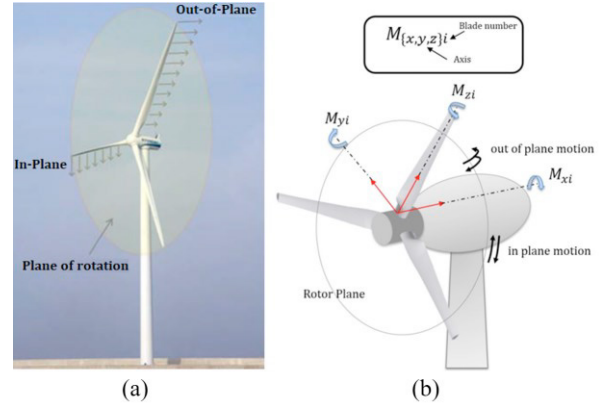 Out-of-Plane
In-Plane
Plane of rotation
(a)
M{x,y,z}i
Blade number
Axis
Mzi
Myi
out of plane motion
Mxi
in plane motion
Rotor Plane
(b)